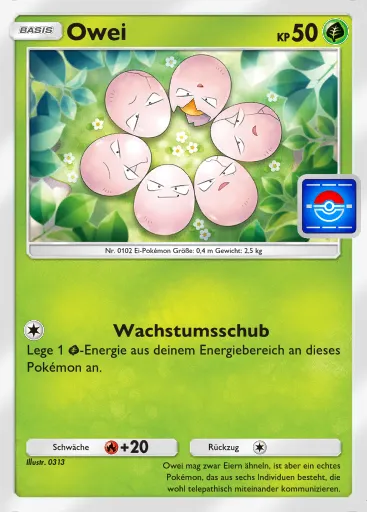 BASIS Owei KP 50
Nr. 0102 Ei-Pokémon Größe: 0,4 m Gewicht: 2,5 kg
Wachstumsschub
Lege 1 -Energie aus deinem Energiebereich an dieses
Pokémon an.
Schwäche +20 Rückzug
Illustr. 0313
Owei mag zwar Eiern ähneln, ist aber ein echtes
Pokémon, das aus sechs Individuen besteht, die
wohl telepathisch miteinander kommunizieren.